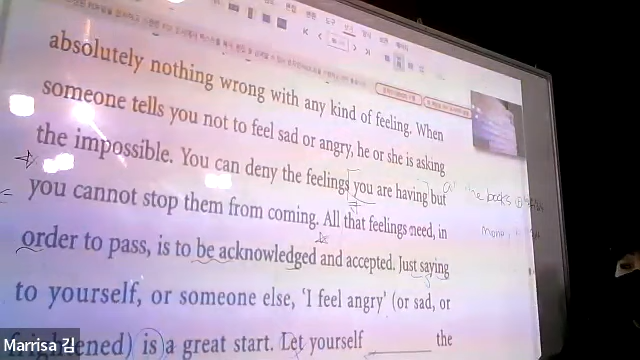 absolutely nothing wrong with any kind of feeling. When
someone tells you not to feel sad or angry, he or she is asking
the impossible. You can deny the feelings you are having but
you cannot stop them from coming. All that feelings need, in
order to pass, is to be acknowledged and accepted. Just saying
to yourself, or someone else, 'I feel angry' (or sad, or
frightened) is a great start. Let yourself ______ the
Marrisa 김